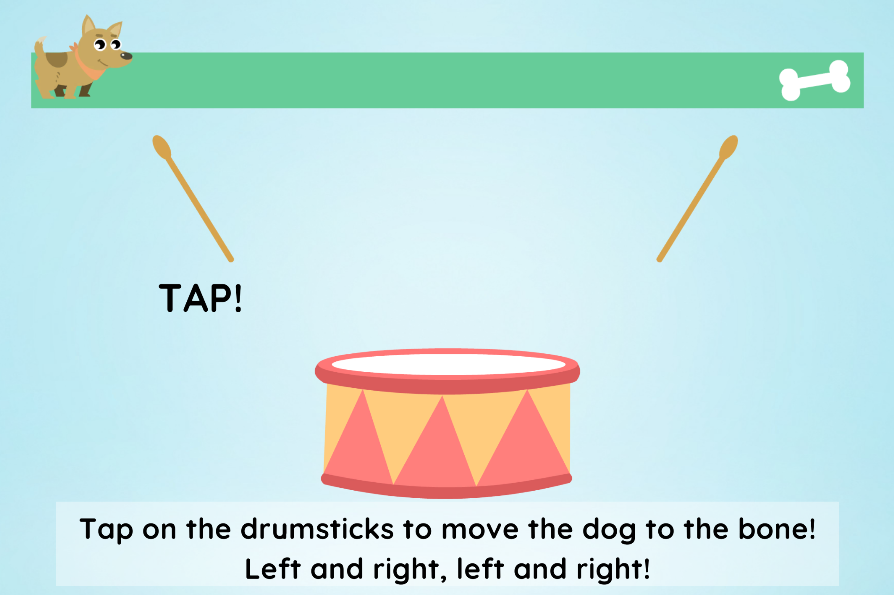 TAP!
Tap on the drumsticks to move the dog to the bone!
Left and right, left and right!